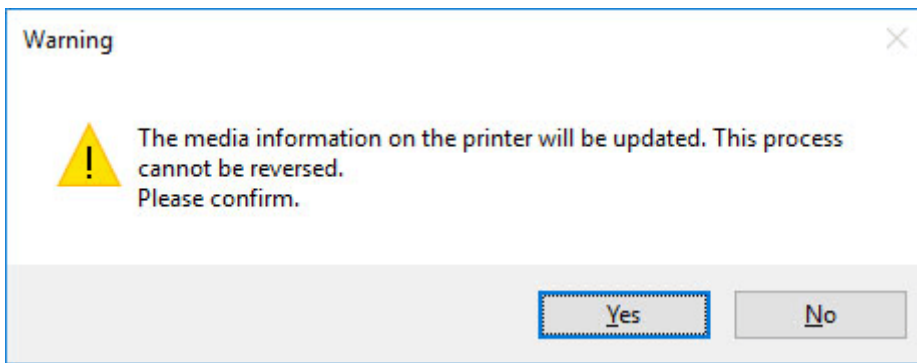 Warning
The media information on the printer will be updated. This process
cannot be reversed.
Please confirm.
Yes
No